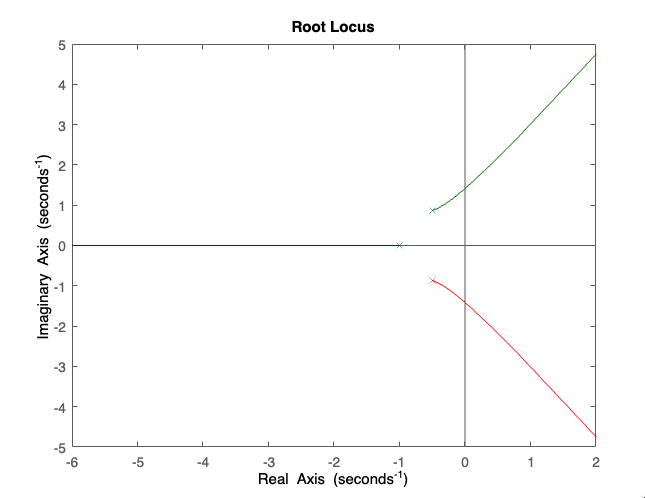 Root Locus
Imaginary Axis (seconds⁻¹)
5
4
3
2
1
0
-1
-2
-3
-4
-5
-6 -5 -4 -3 -2 -1 0 1 2
Real Axis (seconds⁻¹)